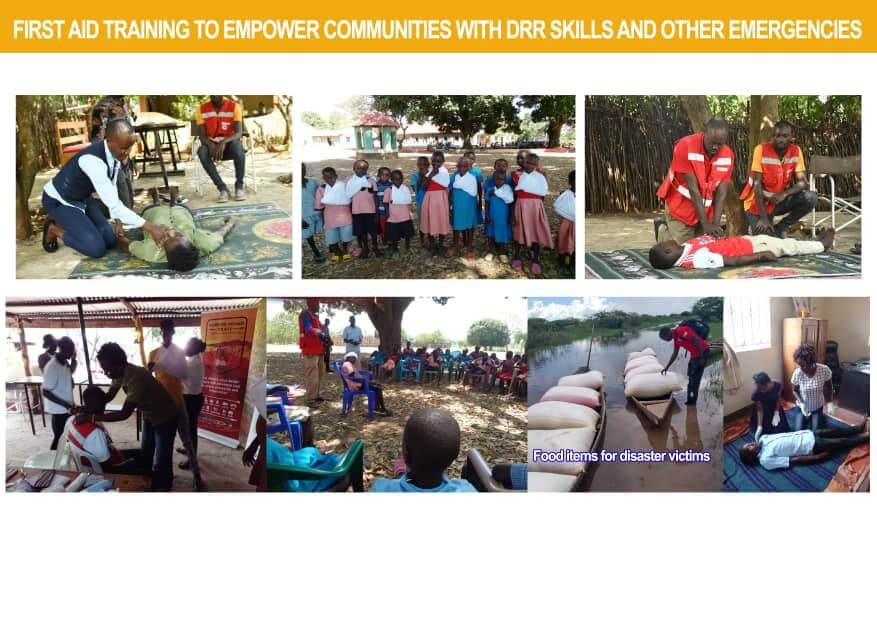 FIRST AID TRAINING TO EMPOWER COMMUNITIES WITH DRR SKILLS AND OTHER EMERGENCIES
Food items for disaster victims